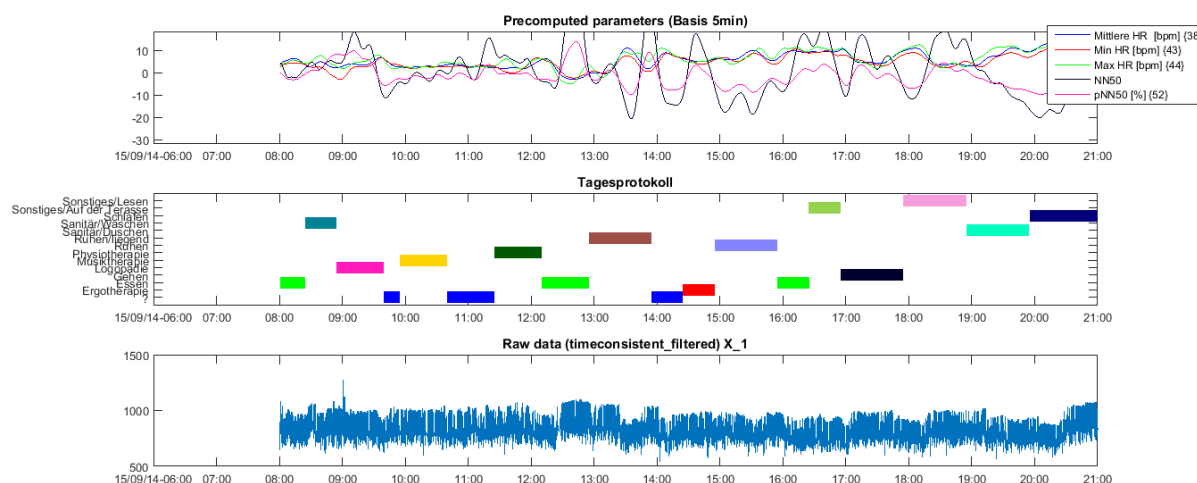 Precomputed parameters (Basis 5min)
10
0
-10
-20
-30
15/09/14-06:00 07:00 08:00 09:00 10:00 11:00 12:00 13:00 14:00 15:00 16:00 17:00 18:00 19:00 20:00 21:00
Mittlere HR [bpm] {38
Min HR [bpm] {43}
Max HR [bpm] {44}
NN50
pNN50 [%] {52}
Tagesprotokoll
Sonstiges/Lesen
Sonstiges/Auf der Terasse
Schlafen
Sanitär/Waschen
Sanitär/Duschen
Ruhen/liegend
Ruhen
Physiotherapie
Musiktherapie
Logopädie
Gehen
Essen
Ergotherapie
?
15/09/14-06:00 07:00 08:00 09:00 10:00 11:00 12:00 13:00 14:00 15:00 16:00 17:00 18:00 19:00 20:00 21:00
Raw data (timeconsistent_filtered) X_1
1500
1000
500
15/09/14-06:00 07:00 08:00 09:00 10:00 11:00 12:00 13:00 14:00 15:00 16:00 17:00 18:00 19:00 20:00 21:00